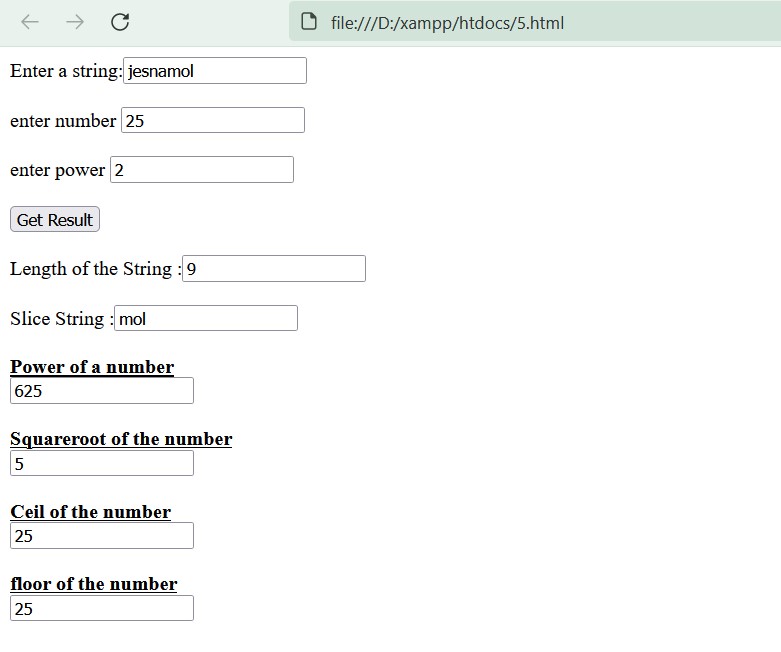 file:///D:/xampp/htdocs/5.html
Enter a string: jesnamol
enter number 25
enter power 2
Get Result
Length of the String : 9
Slice String : mol
Power of a number
625
Squareroot of the number
5
Ceil of the number
25
floor of the number
25